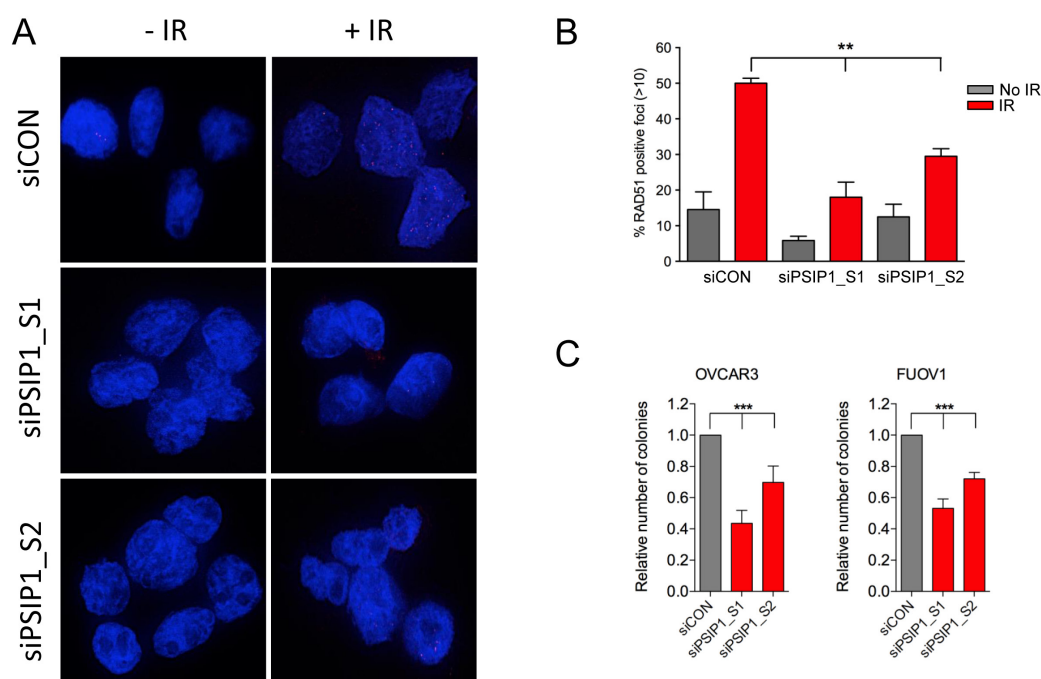 A
- IR
+ IR
siCON
siPSIP1_S1
siPSIP1_S2
B
% RAD51 positive foci (>10)
60
50
40
30
20
10
0
**
No IR
IR
siCON
siPSIP1_S1
siPSIP1_S2
C
OVCAR3
Relative number of colonies
1.2
1.0
0.8
0.6
0.4
0.2
0.0
***
siCON
siPSIP1_S1
siPSIP1_S2
FUOV1
Relative number of colonies
1.2
1.0
0.8
0.6
0.4
0.2
0.0
***
siCON
siPSIP1_S1
siPSIP1_S2